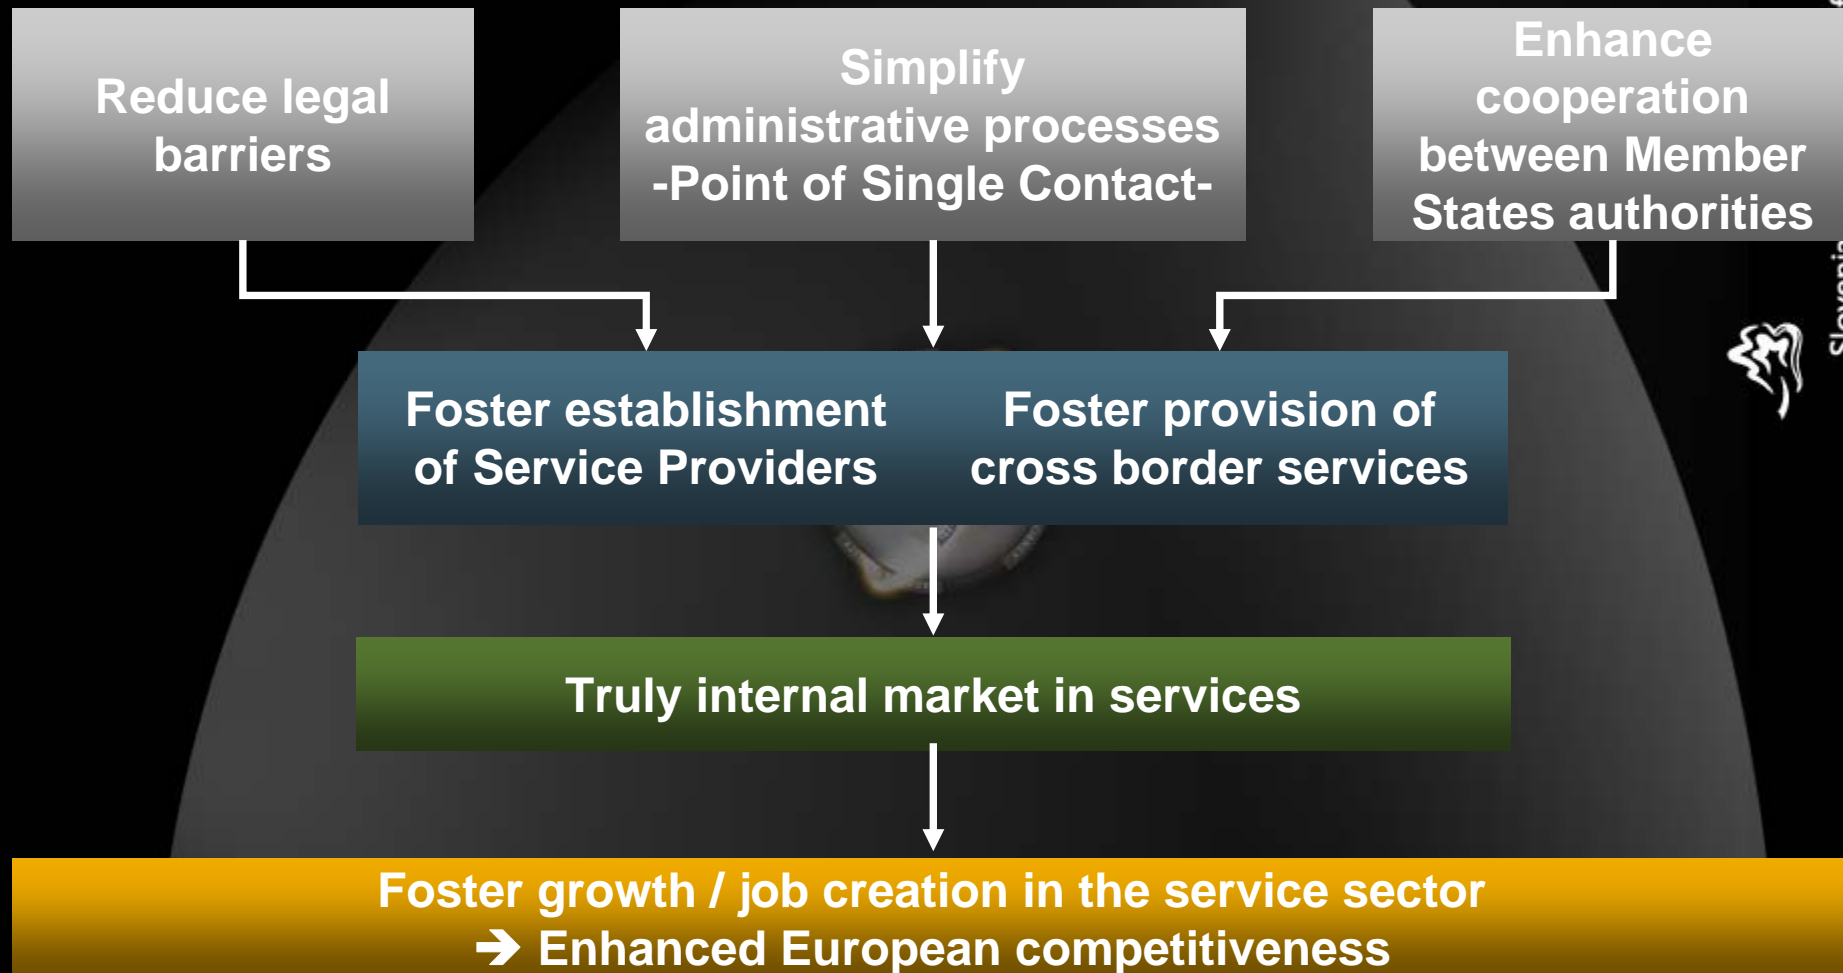 Reduce legal
barriers
Simplify
administrative processes
-Point of Single Contact-
Enhance
cooperation
between Member
States authorities
Foster establishment
of Service Providers
Foster provision of
cross border services
Truly internal market in services
Foster growth / job creation in the service sector
➔ Enhanced European competitiveness